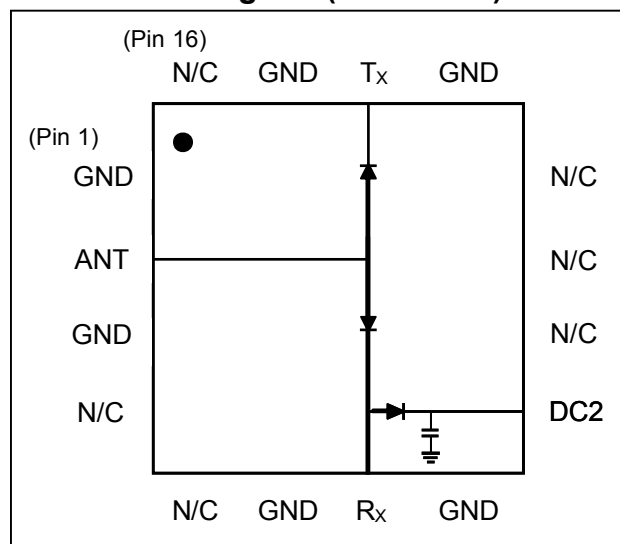 (Pin 16)
N/C GND TX GND
(Pin 1)
GND N/C
ANT N/C
GND N/C
N/C DC2
N/C GND RX GND